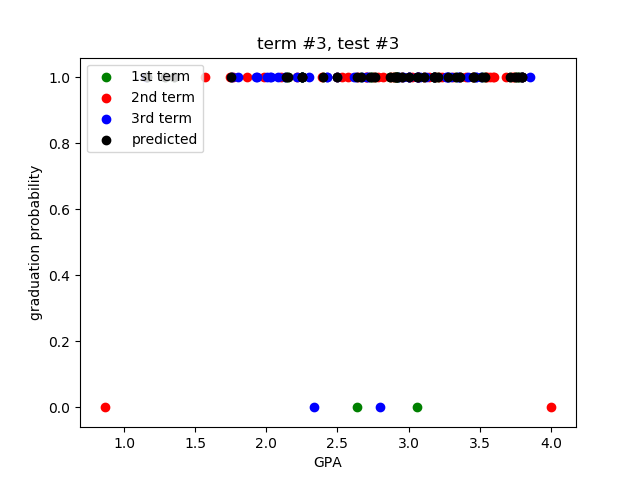 term #3, test #3
1st term
2nd term
3rd term
predicted
graduation probability
1.0
0.8
0.6
0.4
0.2
0.0
1.0 1.5 2.0 2.5 3.0 3.5 4.0
GPA